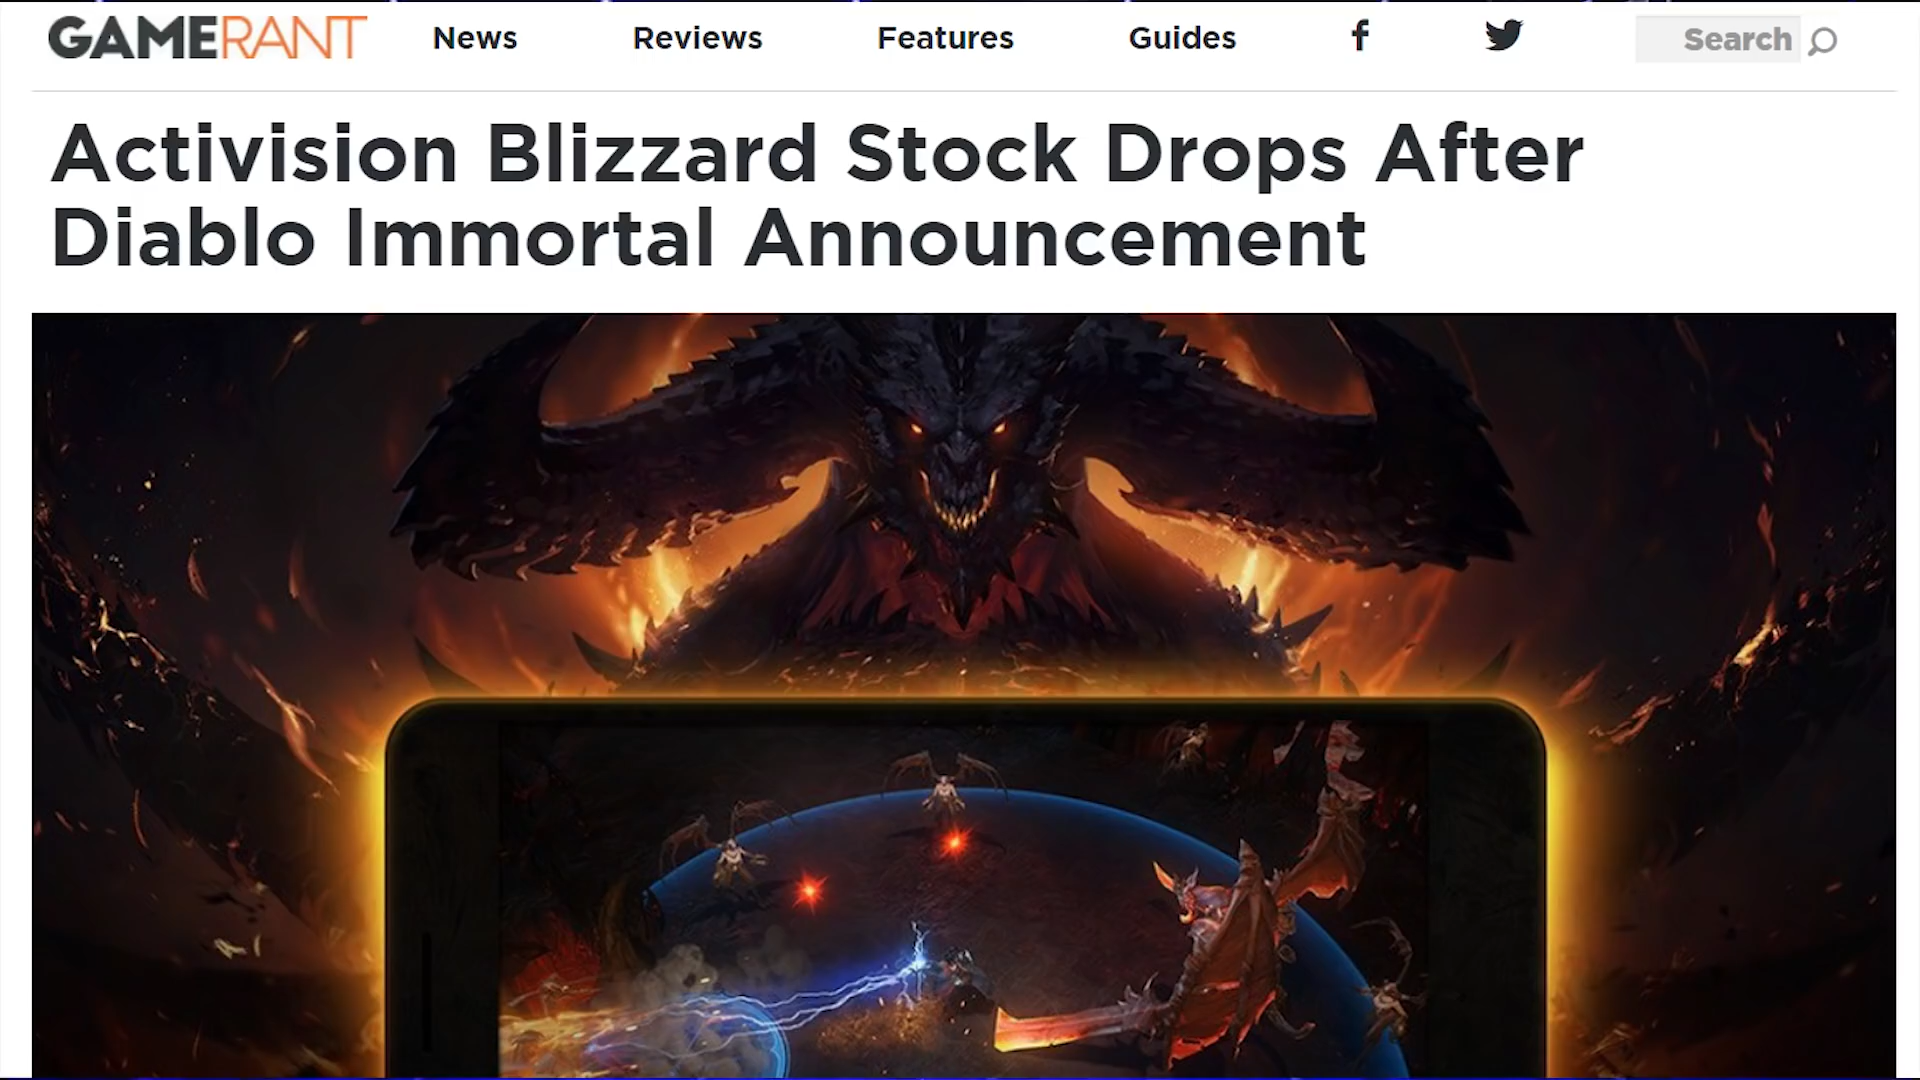 GAMERANT News Reviews Features Guides f Search
Activision Blizzard Stock Drops After
Diablo Immortal Announcement